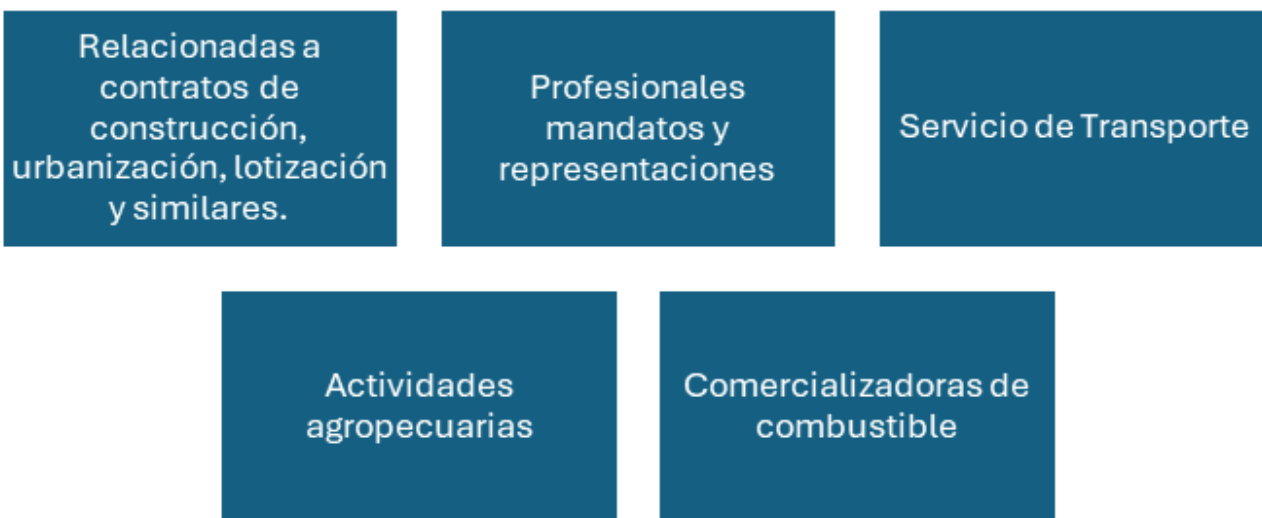 Relacionadas a
contratos de
construcción,
urbanización, lotización
y similares.
Profesionales
mandatos y
representaciones
Servicio de Transporte
Actividades
agropecuarias
Comercializadoras de
combustible